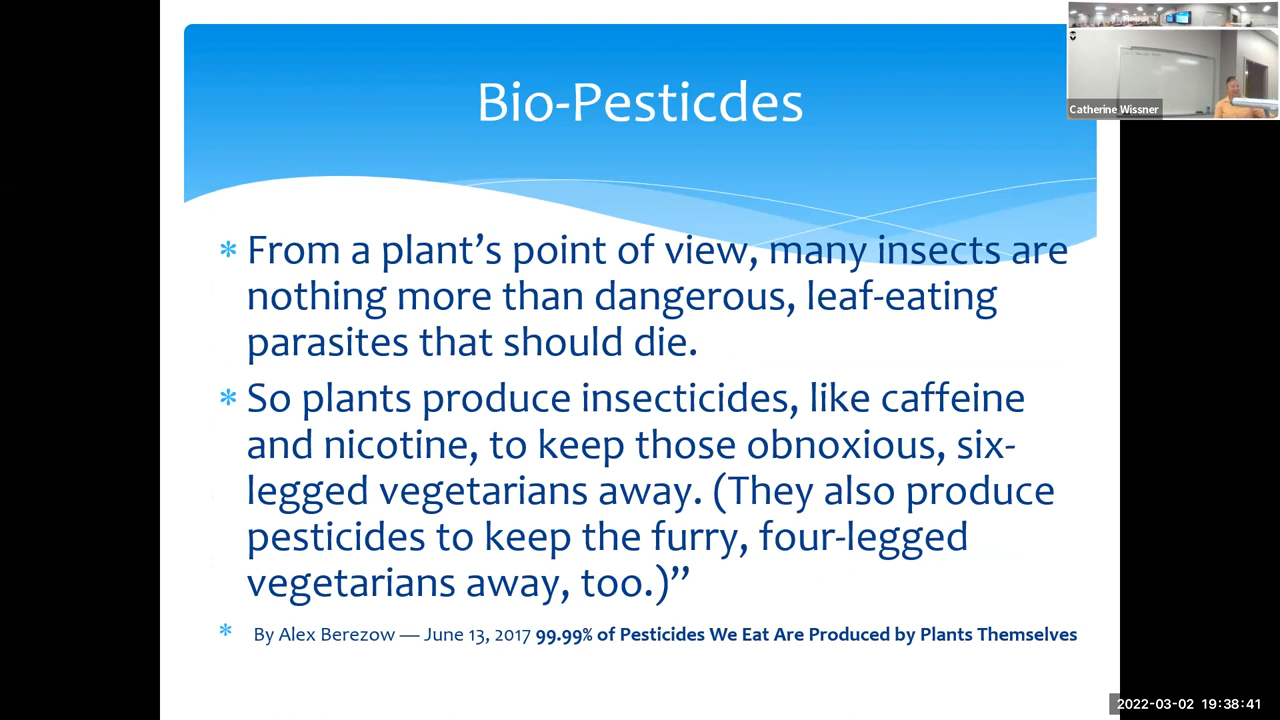 Bio-Pesticdes
Catherine Wissner
* From a plant's point of view, many insects are
nothing more than dangerous, leaf-eating
parasites that should die.
* So plants produce insecticides, like caffeine
and nicotine, to keep those obnoxious, six-
legged vegetarians away. (They also produce
pesticides to keep the furry, four-legged
vegetarians away, too.)”
* By Alex Berezow — June 13, 2017 99.99% of Pesticides We Eat Are Produced by Plants Themselves
2022-03-02 19:38:41